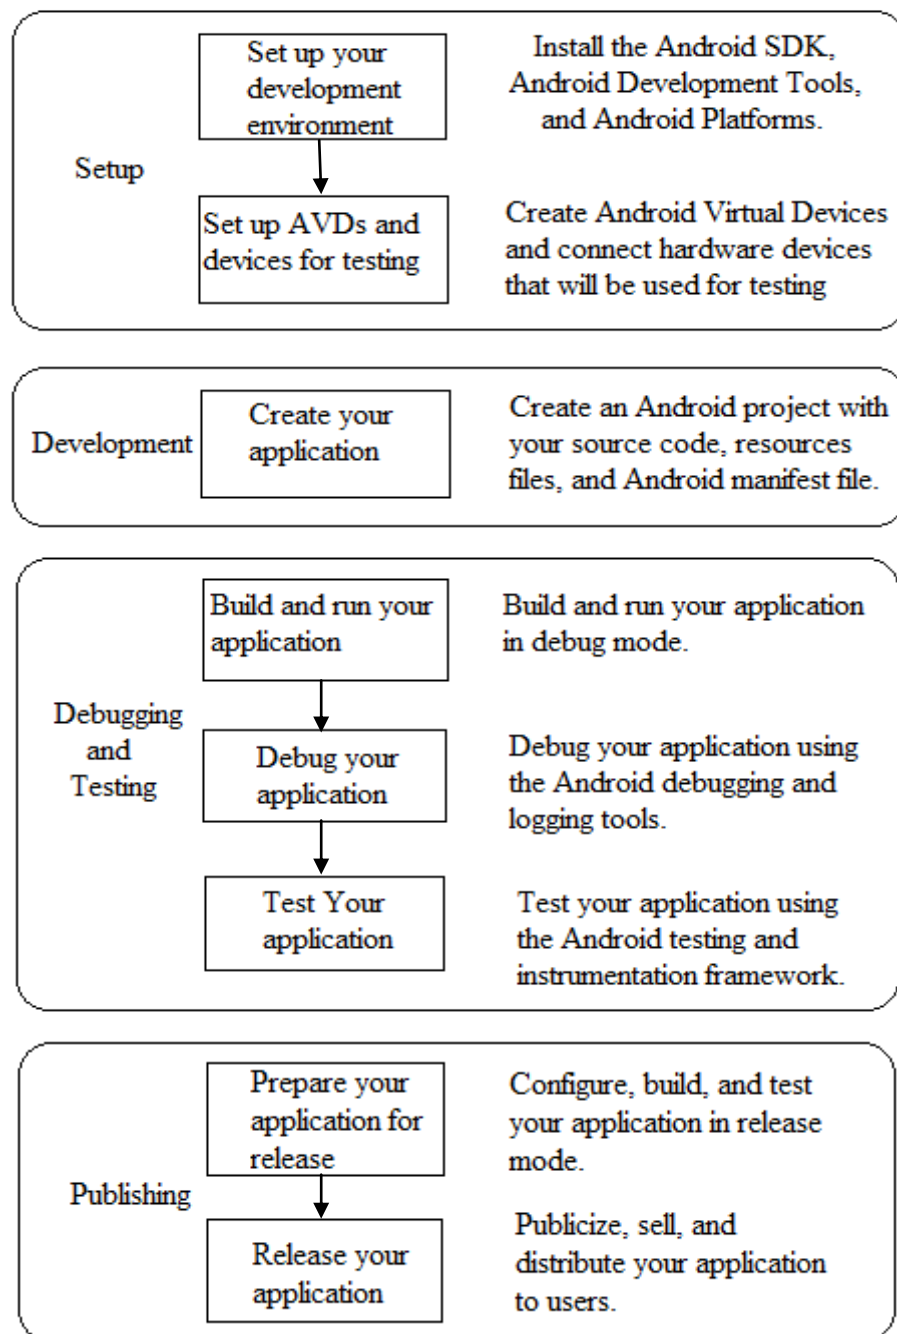 Set up your
development
environment
Install the Android SDK,
Android Development Tools,
and Android Platforms.
Setup
Set up AVDs and
devices for testing
Create Android Virtual Devices
and connect hardware devices
that will be used for testing
Development
Create your
application
Create an Android project with
your source code, resources
files, and Android manifest file.
Build and run your
application
Build and run your application
in debug mode.
Debugging
and
Testing
Debug your
application
Debug your application using
the Android debugging and
logging tools.
Test Your
application
Test your application using
the Android testing and
instrumentation framework.
Prepare your
application for
release
Configure, build, and test
your application in release
mode.
Publishing
Release your
application
Publicize, sell, and
distribute your application
to users.